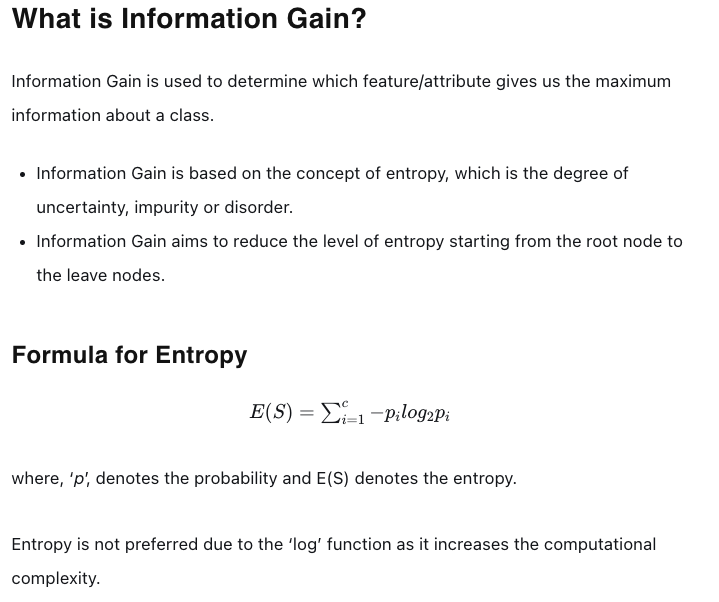 What is Information Gain?
Information Gain is used to determine which feature/attribute gives us the maximum
information about a class.
• Information Gain is based on the concept of entropy, which is the degree of
uncertainty, impurity or disorder.
• Information Gain aims to reduce the level of entropy starting from the root node to
the leave nodes.
Formula for Entropy
E(S) = ∑ᶜᵢ₌₁ −pᵢlog₂pᵢ
where, ‘p’, denotes the probability and E(S) denotes the entropy.
Entropy is not preferred due to the ‘log’ function as it increases the computational
complexity.